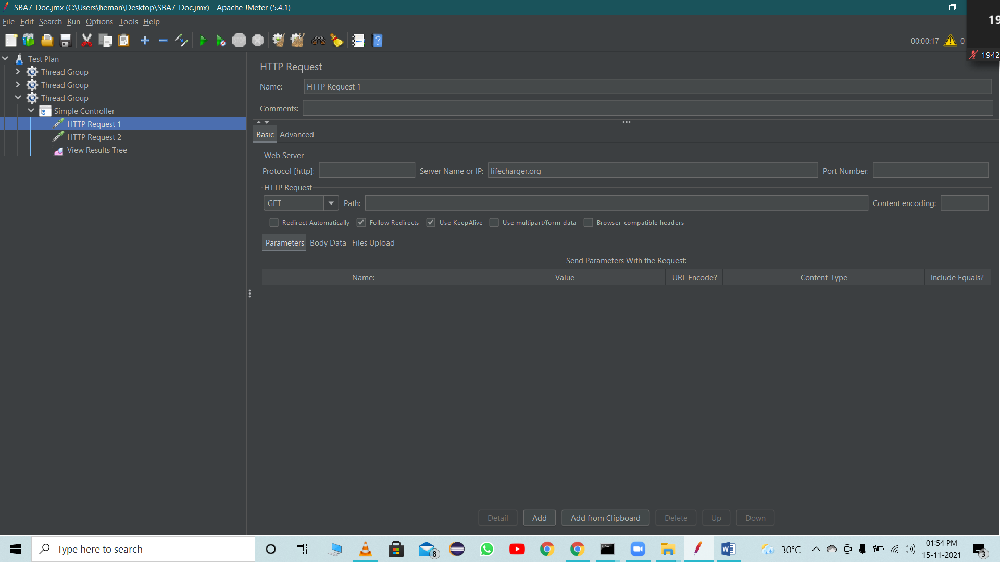 SBA7_Doc.jmx (C:\Users\heman\Desktop\SBA7_Doc.jmx) - Apache JMeter (5.4.1)
File Edit Search Run Options Tools Help
STOP
00:00:17 0
19
1942
Test Plan
Thread Group
Thread Group
Thread Group
Simple Controller
HTTP Request 1
HTTP Request 2
View Results Tree
HTTP Request
Name: HTTP Request 1
Comments:
Basic Advanced
Web Server
Protocol [http]: Server Name or IP: lifecharger.org Port Number:
HTTP Request
GET Path: Content encoding:
Redirect Automatically Follow Redirects Use KeepAlive Use multipart/form-data Browser-compatible headers
Parameters Body Data Files Upload
Send Parameters With the Request:
Name: Value URL Encode? Content-Type Include Equals?
Detail Add Add from Clipboard Delete Up Down
Type here to search
8
30°C
01:54 PM
15-11-2021
3